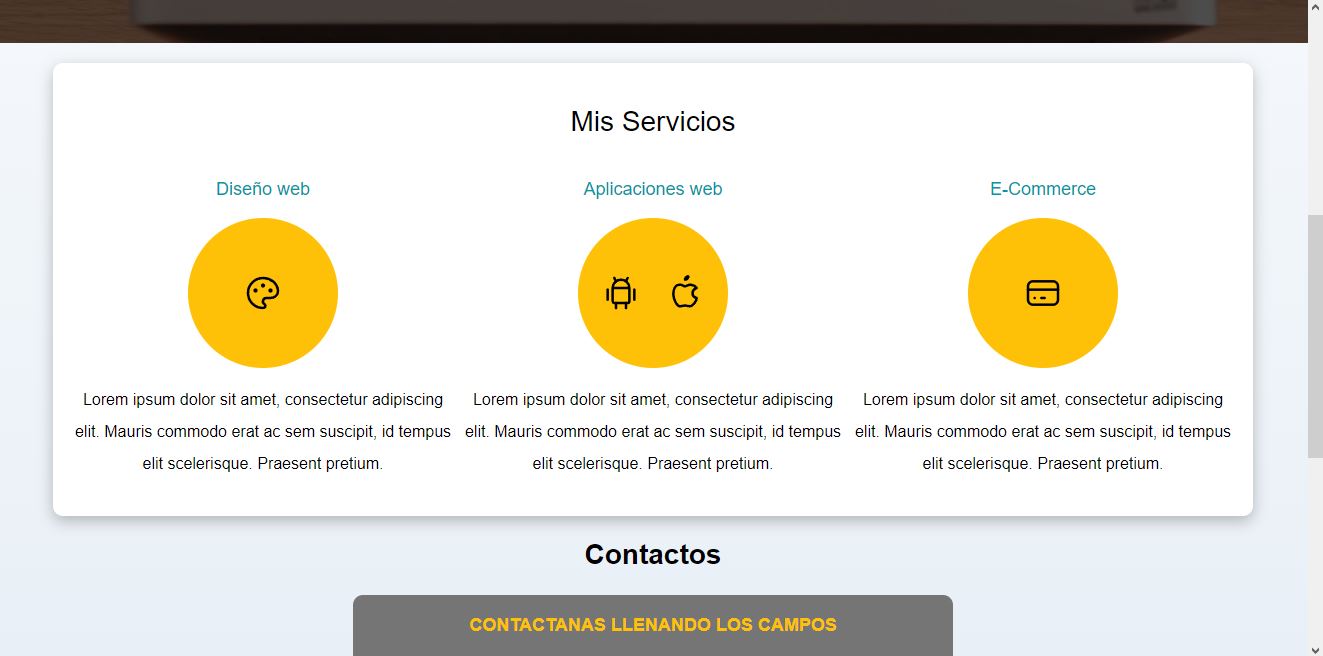 Mis Servicios
Diseño web
Aplicaciones web
E-Commerce
Lorem ipsum dolor sit amet, consectetur adipiscing
elit. Mauris commodo erat ac sem suscipit, id tempus
elit scelerisque. Praesent pretium.
Lorem ipsum dolor sit amet, consectetur adipiscing
elit. Mauris commodo erat ac sem suscipit, id tempus
elit scelerisque. Praesent pretium.
Lorem ipsum dolor sit amet, consectetur adipiscing
elit. Mauris commodo erat ac sem suscipit, id tempus
elit scelerisque. Praesent pretium.
Contactos
CONTACTANAS LLENANDO LOS CAMPOS